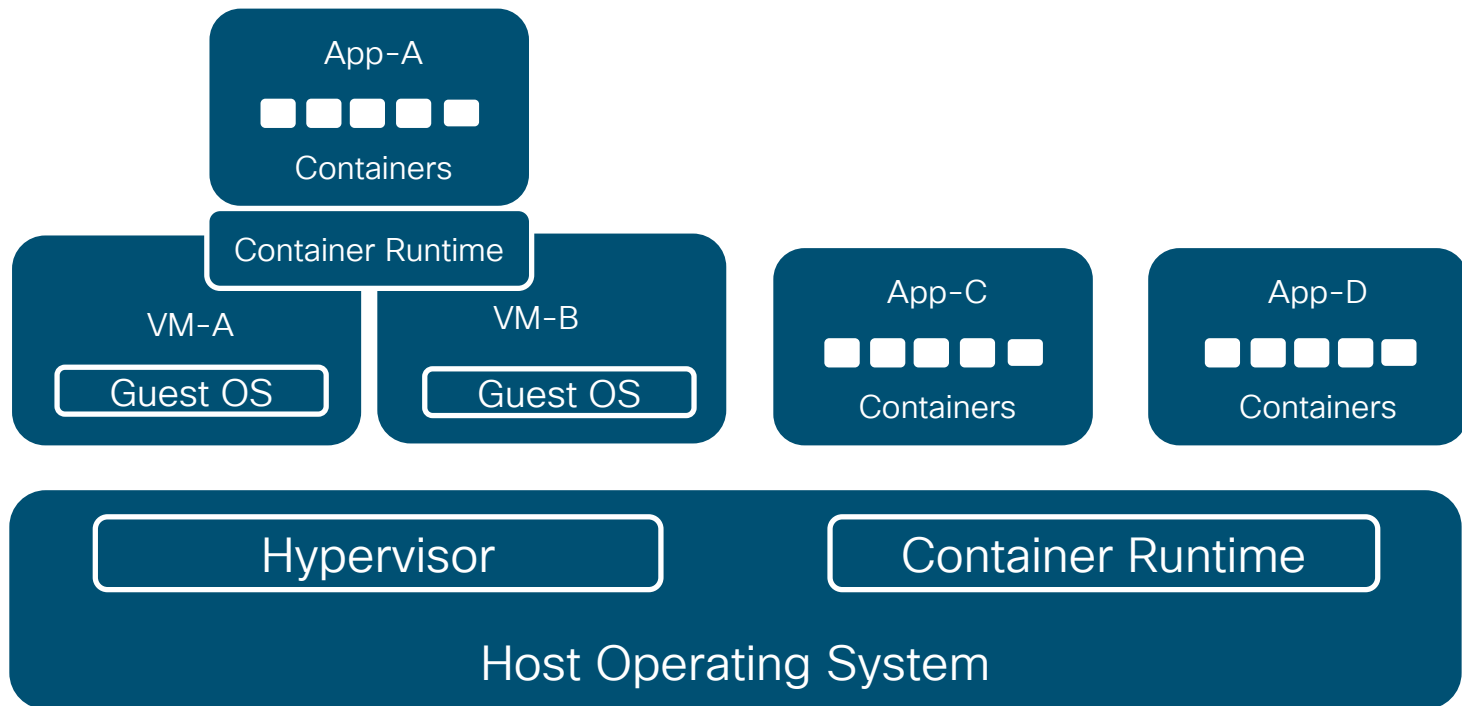 App-A
Containers
Container Runtime
VM-A
Guest OS
VM-B
Guest OS
App-C
Containers
App-D
Containers
Hypervisor
Container Runtime
Host Operating System